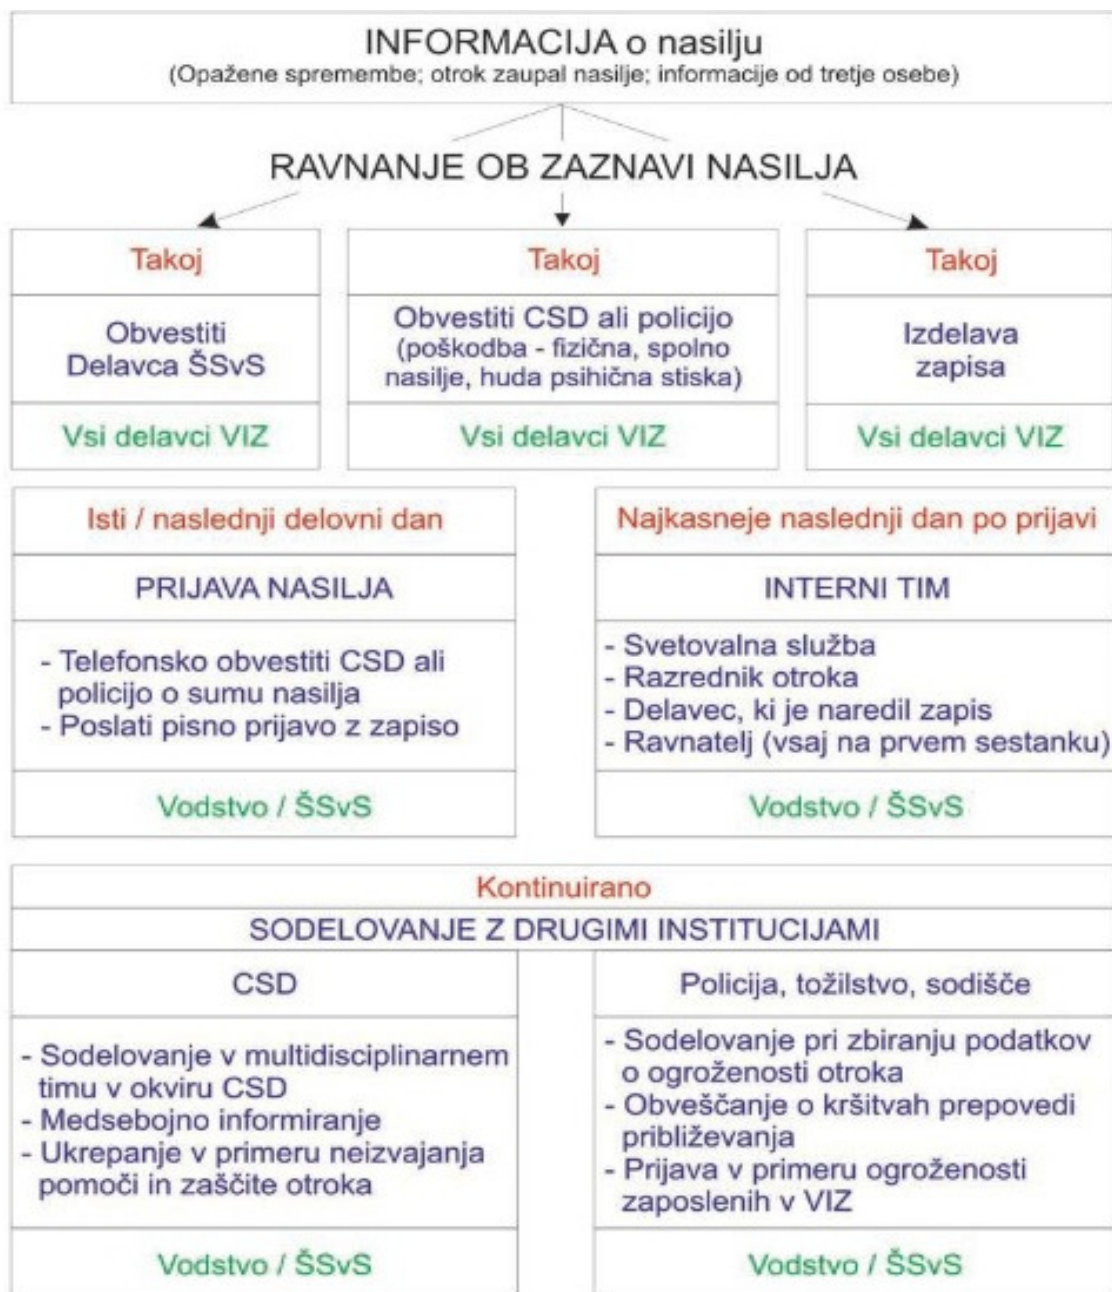 INFORMACIJA o nasilju
(Opažene spremembe; otrok zaupal nasilje; informacije od tretje osebe)
RAVNANJE OB ZAZNAVI NASILJA
Takoj
Obvestiti
Delavca ŠSvS
Vsi delavci VIZ
Takoj
Obvestiti CSD ali policijo
(poškodba - fizična, spolno
nasilje, huda psihična stiska)
Vsi delavci VIZ
Takoj
Izdelava
zapisa
Vsi delavci VIZ
Isti / naslednji delovni dan
PRIJAVA NASILJA
- Telefonsko obvestiti CSD ali
policijo o sumu nasilja
- Poslati pisno prijavo z zapiso
Vodstvo / ŠSvS
Najkasneje naslednji dan po prijavi
INTERNI TIM
- Svetovalna služba
- Razrednik otroka
- Delavec, ki je naredil zapis
- Ravnatelj (vsaj na prvem sestanku)
Vodstvo / ŠSvS
Kontinuirano
SODELOVANJE Z DRUGIMI INSTITUCIJAMI
CSD
- Sodelovanje v multidisciplinarnem
timu v okviru CSD
- Medsebojno informiranje
- Ukrepanje v primeru neizvajanja
pomoči in zaščite otroka
Vodstvo / ŠSvS
Policija, tožilstvo, sodišče
- Sodelovanje pri zbiranju podatkov
o ogroženosti otroka
- Obveščanje o kršitvah prepovedi
približevanja
- Prijava v primeru ogroženosti
zaposlenih v VIZ
Vodstvo / ŠSvS